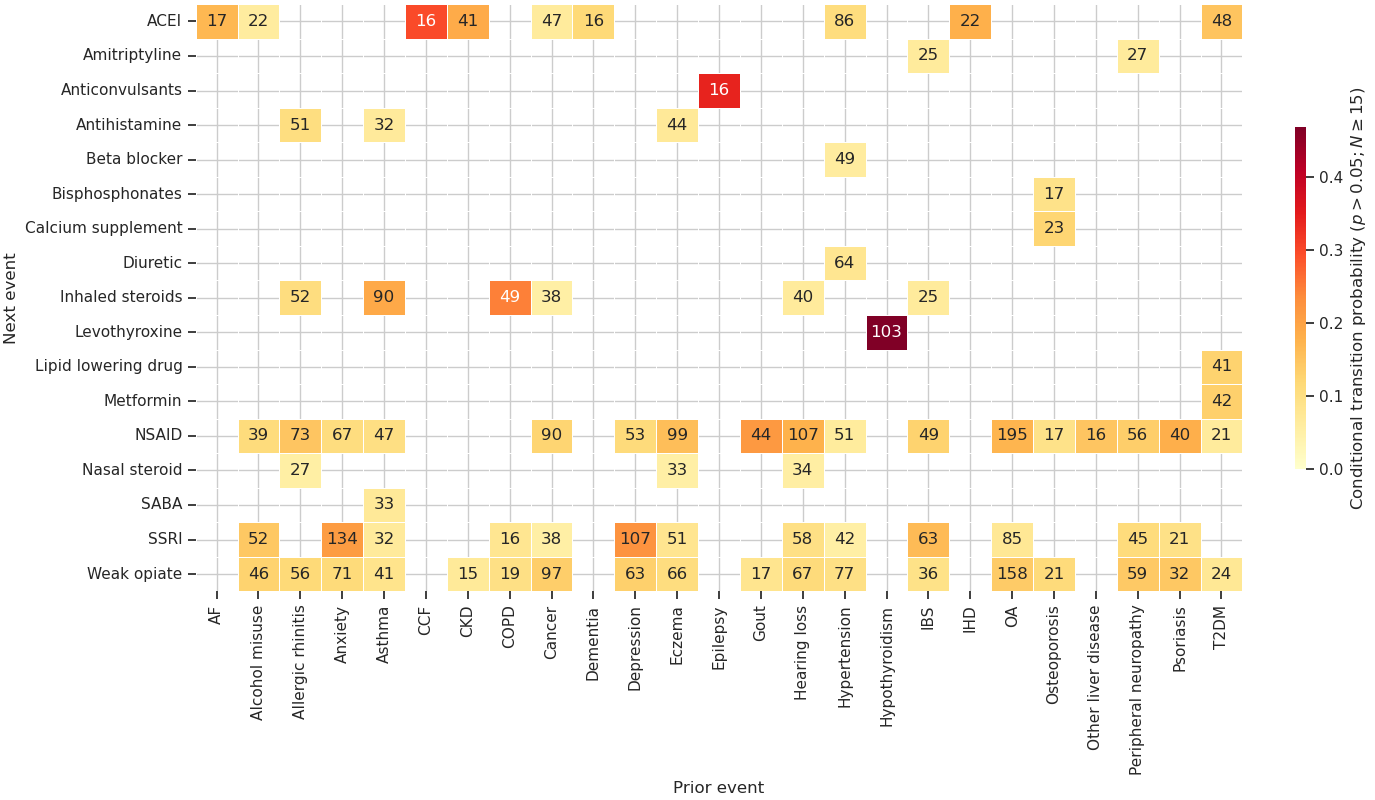 ACEI 17 22 16 41 47 16 86 22 48
Amitriptyline 25 27
Anticonvulsants 16
Antihistamine 51 32 44
Beta blocker 49
Bisphosphonates 17
Calcium supplement 23
Diuretic 64
Inhaled steroids 52 90 49 38 40 25
Levothyroxine 103
Lipid lowering drug 41
Metformin 42
NSAID 39 73 67 47 90 53 99 44 107 51 49 195 17 16 56 40 21
Nasal steroid 27 33 34
SABA 33
SSRI 52 134 32 16 38 107 51 58 42 63 85 45 21
Weak opiate 46 56 71 41 15 19 97 63 66 17 67 77 36 158 21 59 32 24
Next event
AF
Alcohol misuse
Allergic rhinitis
Anxiety
Asthma
CCF
CKD
COPD
Cancer
Dementia
Depression
Eczema
Epilepsy
Gout
Hearing loss
Hypertension
Hypothyroidism
IBS
IHD
OA
Osteoporosis
Other liver disease
Peripheral neuropathy
Psoriasis
T2DM
Prior event
0.4
0.3
0.2
0.1
0.0
Conditional transition probability (p > 0.05; N ≥ 15)